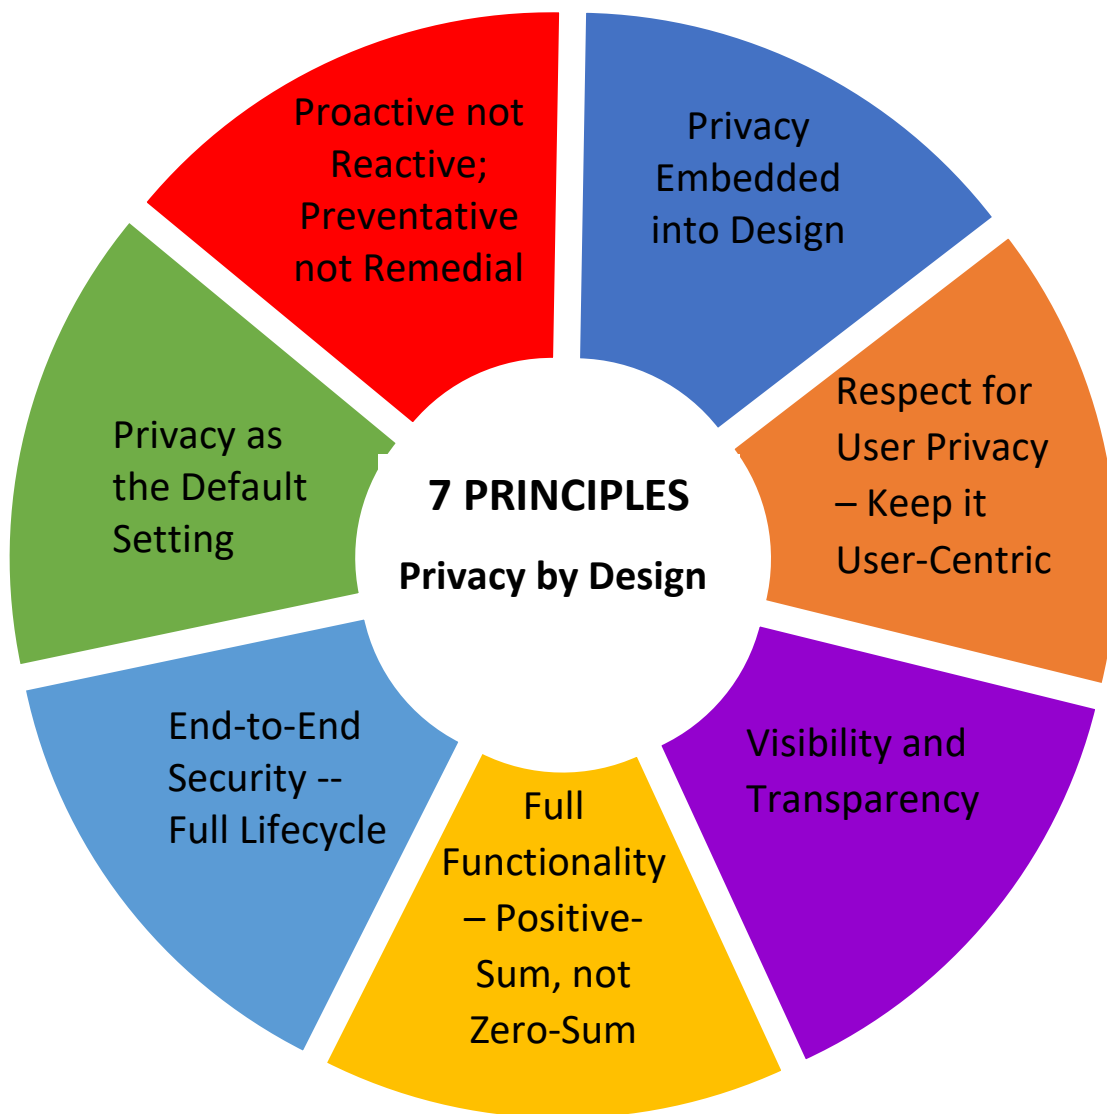 7 PRINCIPLES
Privacy by Design
Proactive not
Reactive;
Preventative
not Remedial
Privacy
Embedded
into Design
Respect for
User Privacy
– Keep it
User-Centric
Visibility and
Transparency
Full
Functionality
– Positive-
Sum, not
Zero-Sum
End-to-End
Security --
Full Lifecycle
Privacy as
the Default
Setting